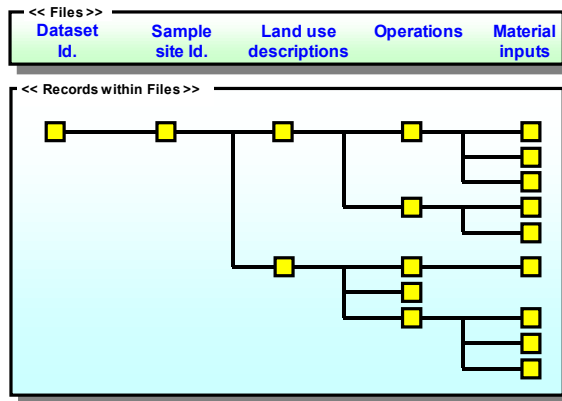 << Files >>
Dataset Id.
Sample site Id.
Land use descriptions
Operations
Material inputs
<< Records within Files >>